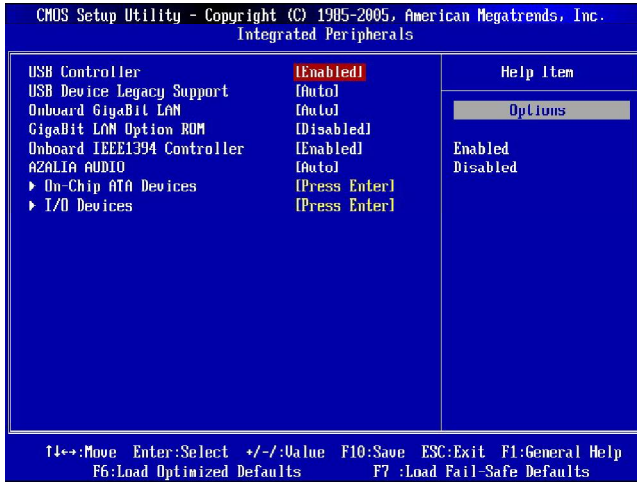 CMOS Setup Utility - Copyright (C) 1985-2005, American Megatrends, Inc.
Integrated Peripherals
USB Controller [Enabled]
USB Device Legacy Support [Auto]
Onboard GigaBit LAN [Auto]
GigaBit LAN Option ROM [Disabled]
Onboard IEEE1394 Controller [Enabled]
AZALIA AUDIO [Auto]
▶ On-Chip ATA Devices [Press Enter]
▶ I/O Devices [Press Enter]
Help Item
Options
Enabled
Disabled
↑↓←→:Move Enter:Select +/-/:Value F10:Save ESC:Exit F1:General Help
F6:Load Optimized Defaults F7 :Load Fail-Safe Defaults